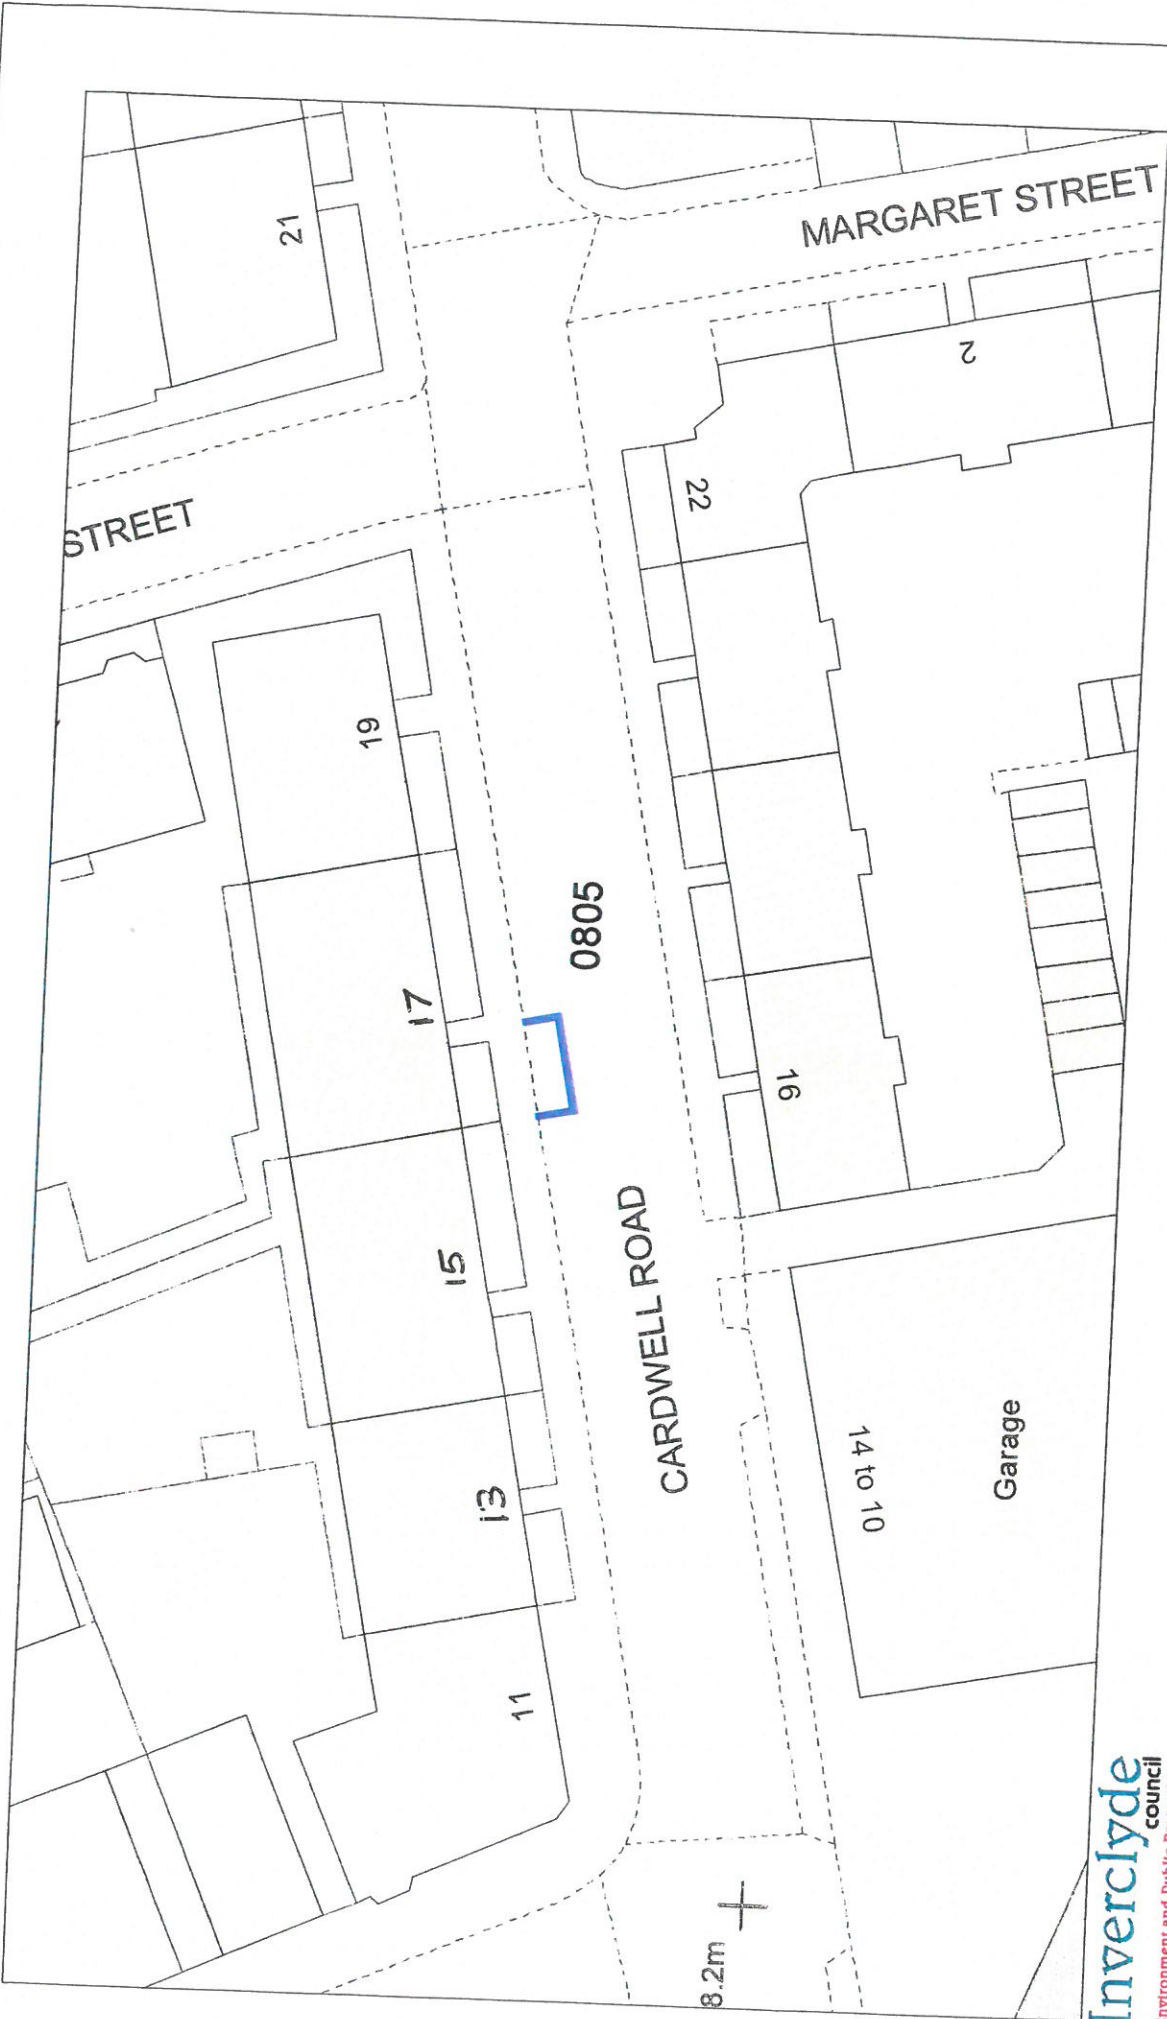 21
MARGARET STREET
2
STREET
22
19
0805
17
16
15
CARDWELL ROAD
13
14 to 10
Garage
11
8.2m
Inverclyde
council